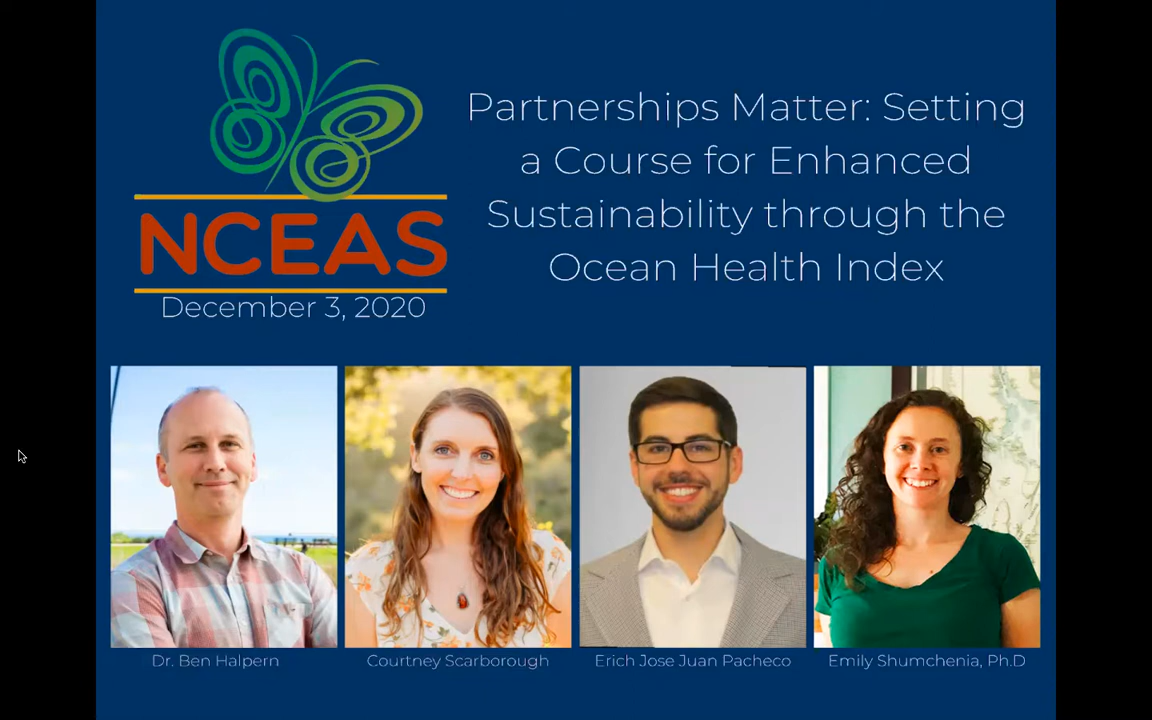 Partnerships Matter: Setting
a Course for Enhanced
Sustainability through the
Ocean Health Index
NCEAS
December 3, 2020
Dr. Ben Halpern
Courtney Scarborough
Erich Jose Juan Pacheco
Emily Shumchenia, Ph.D